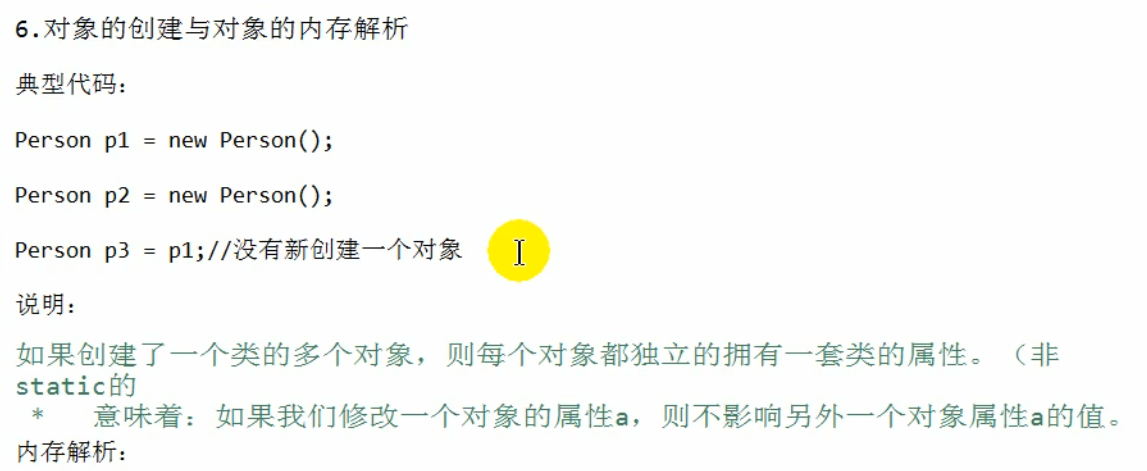 6.对象的创建与对象的内存解析
典型代码：
Person p1 = new Person();
Person p2 = new Person();
Person p3 = p1;//没有新创建一个对象
说明：
如果创建了一个类的多个对象，则每个对象都独立的拥有一套类的属性。（非
static的
* 意味着：如果我们修改一个对象的属性a，则不影响另外一个对象属性a的值。
内存解析：